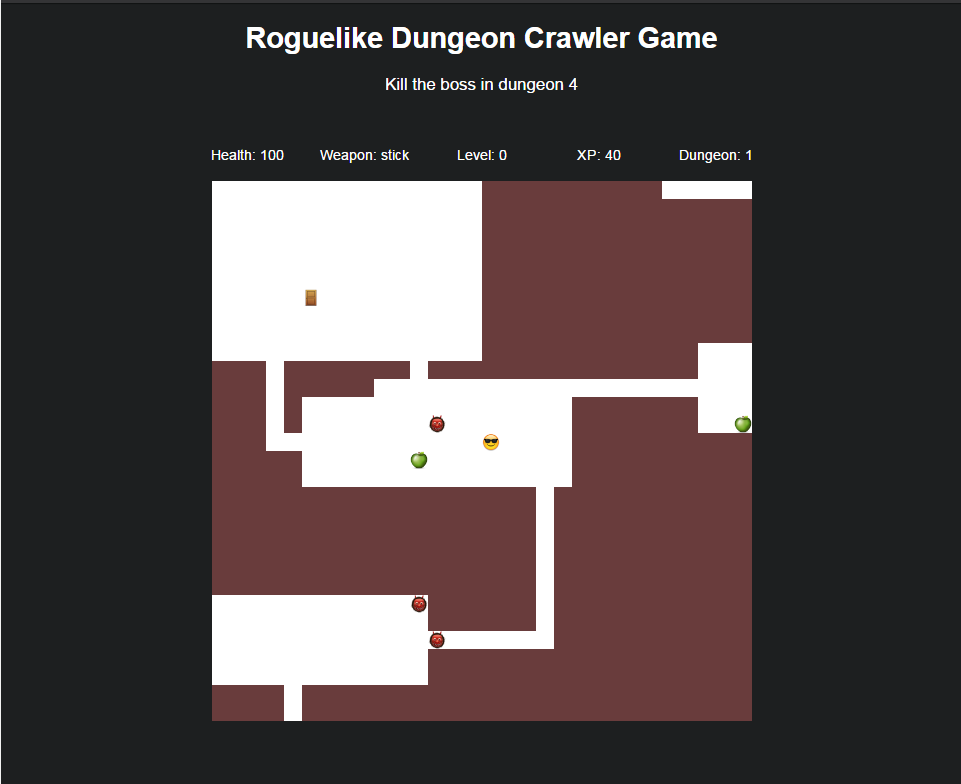 Roguelike Dungeon Crawler Game
Kill the boss in dungeon 4
Health: 100 Weapon: stick Level: 0 XP: 40 Dungeon: 1